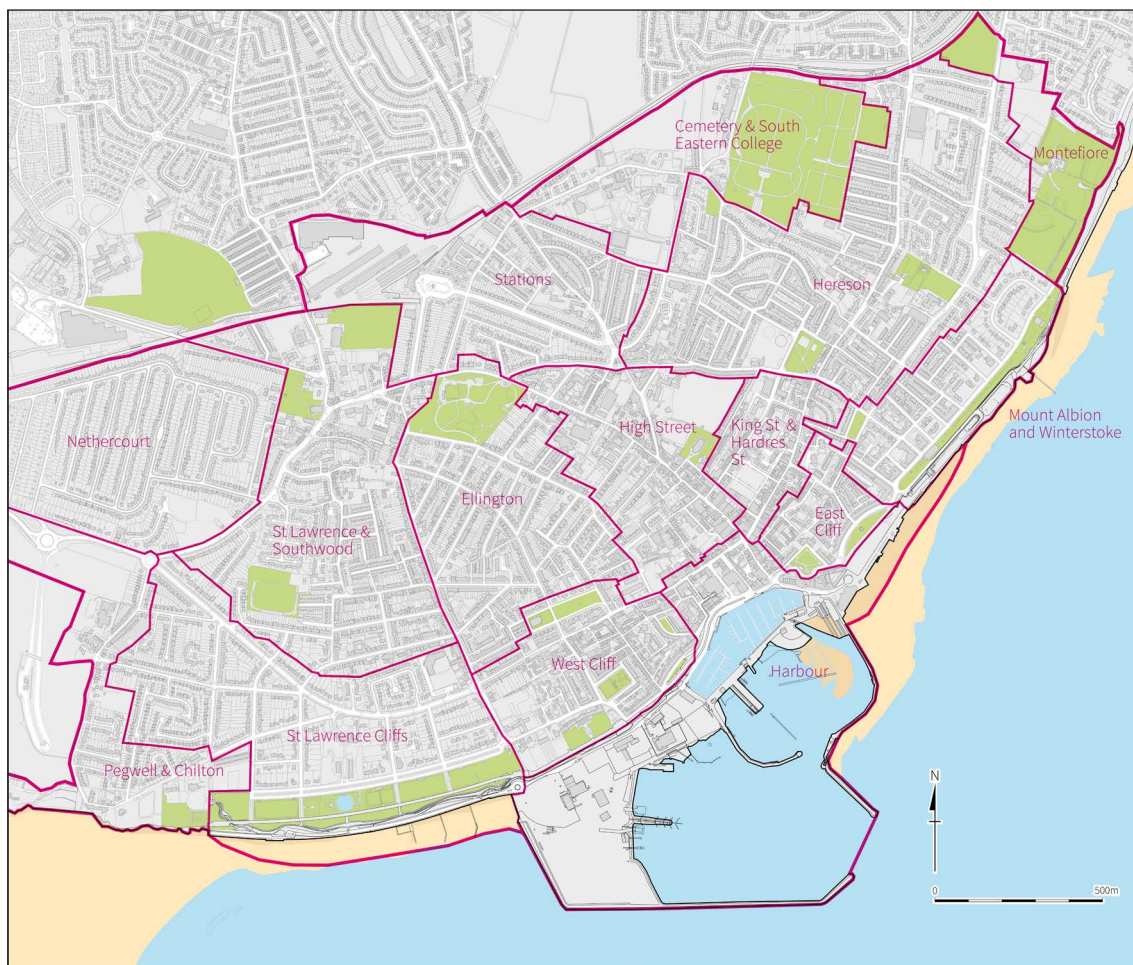 Cemetery & South
Eastern College
Montefiore
Stations
Hereson
Nethercourt
High Street
King St & 
Hardres
St
Mount Albion
and Winterstoke
Ellington
East
Cliff
St Lawrence &
Southwood
West Cliff
Harbour
St Lawrence Cliffs
Pegwell & Chilton
N
0
500m